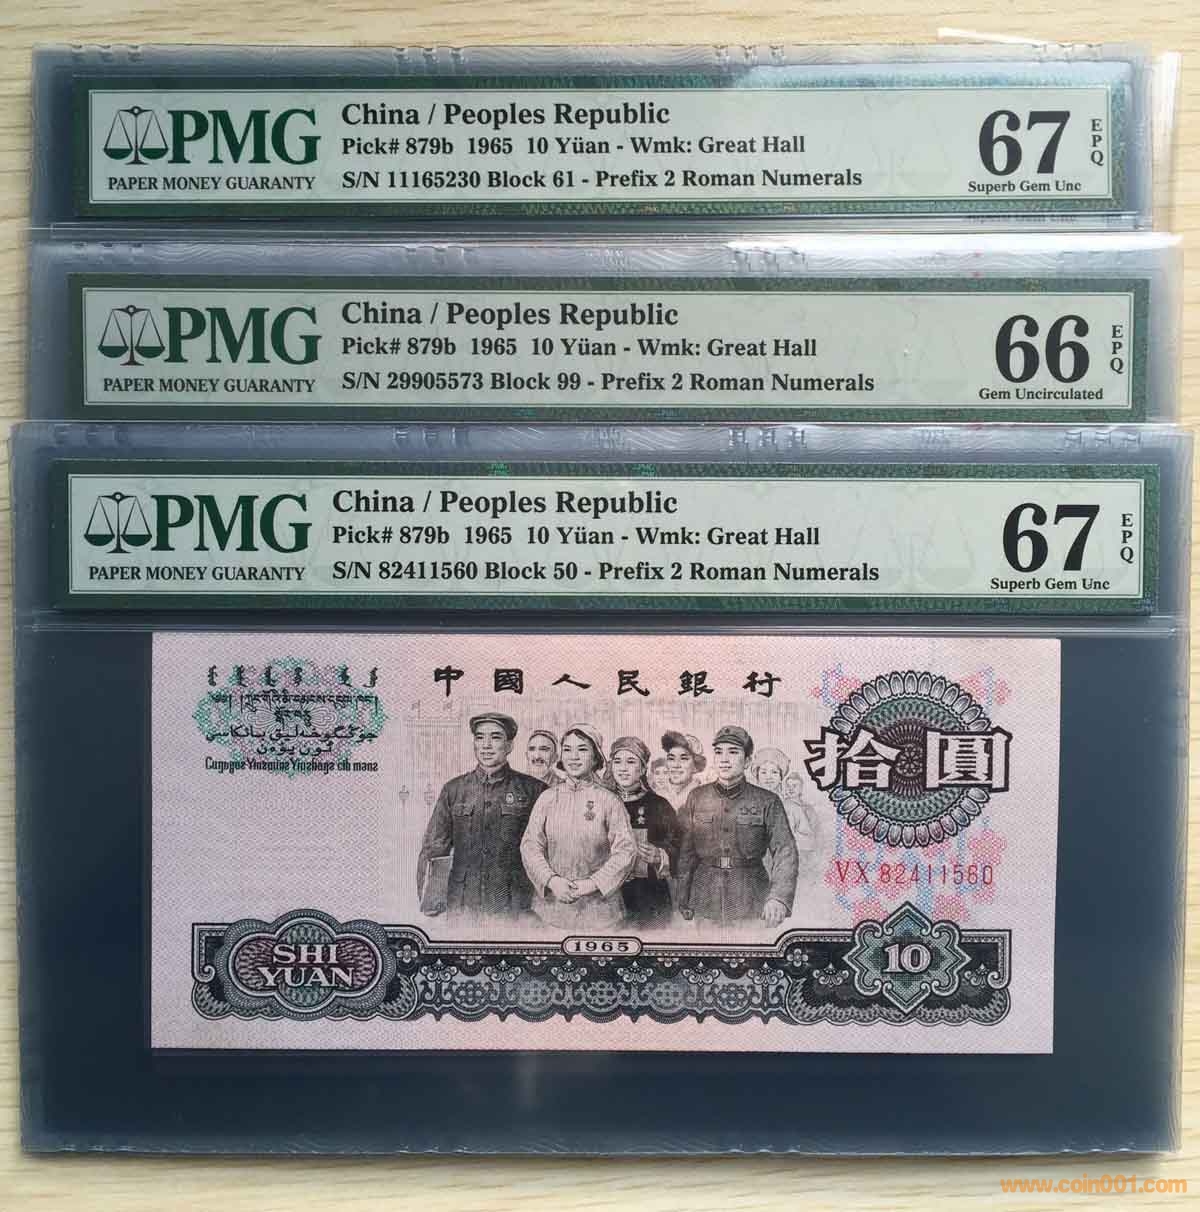 PMG
PAPER MONEY GUARANTY
China / Peoples Republic
Pick# 879b 1965 10 Yüan - Wmk: Great Hall
S/N 11165230 Block 61 - Prefix 2 Roman Numerals
67
EPQ
Superb Gem Unc
PMG
PAPER MONEY GUARANTY
China / Peoples Republic
Pick# 879b 1965 10 Yüan - Wmk: Great Hall
S/N 29905573 Block 99 - Prefix 2 Roman Numerals
66
EPQ
Gem Uncirculated
PMG
PAPER MONEY GUARANTY
China / Peoples Republic
Pick# 879b 1965 10 Yüan - Wmk: Great Hall
S/N 82411560 Block 50 - Prefix 2 Roman Numerals
67
EPQ
Superb Gem Unc
中國人民銀行
拾圓
VX 82411560
1965
SHI
YUAN
10
www.coin001.com